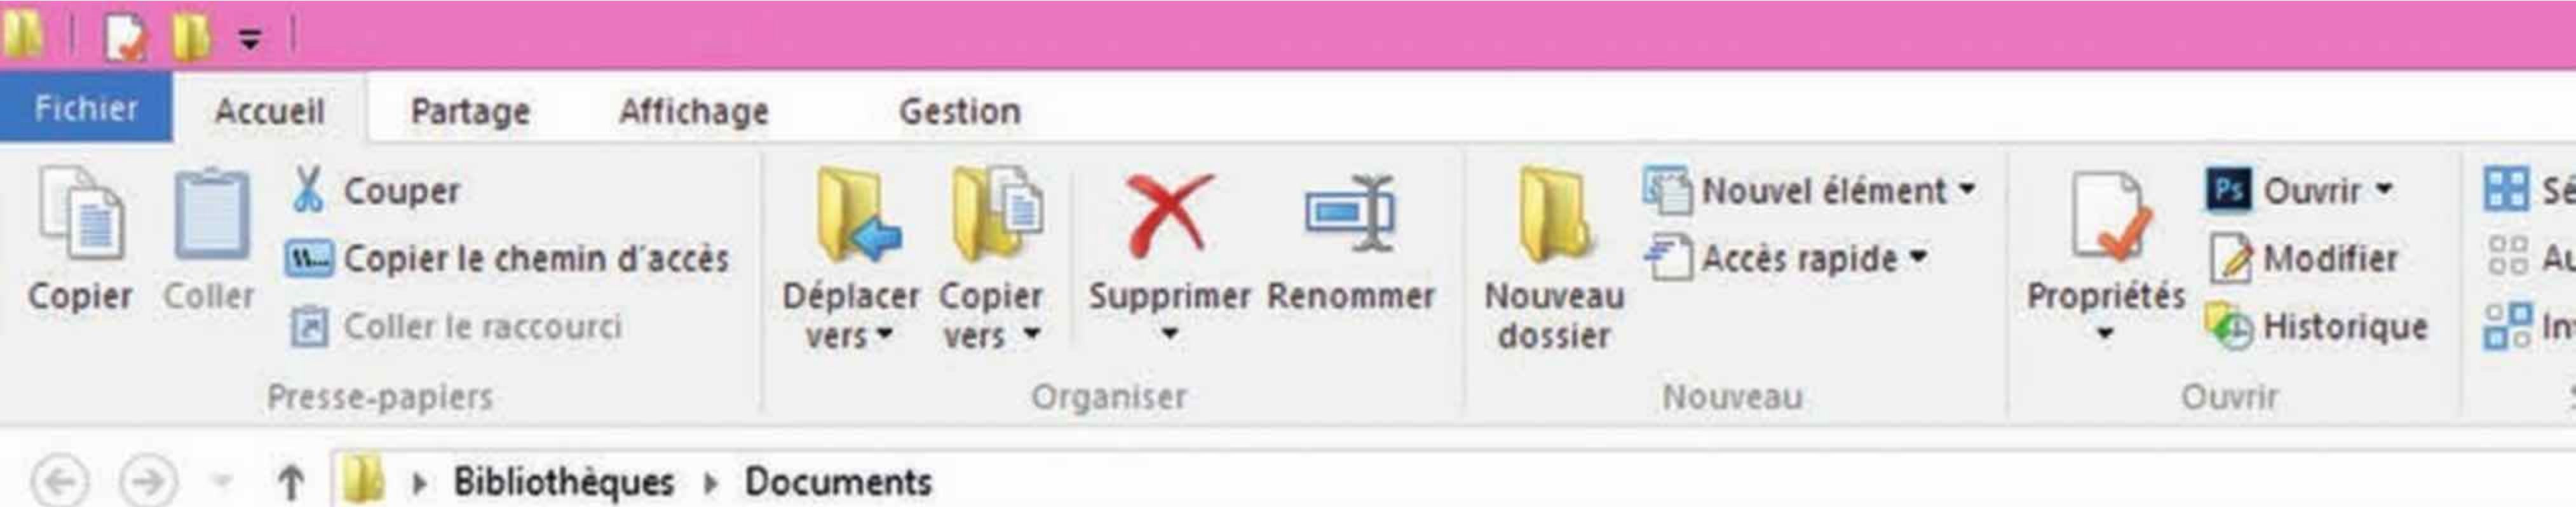 Fichier Accueil Partage Affichage Gestion
Copier
Coller
Couper
Copier le chemin d'accès
Coller le raccourci
Presse-papiers
Déplacer
vers
Copier
vers
Supprimer
Renommer
Organiser
Nouveau
dossier
Nouvel élément
Accès rapide
Nouveau
Propriétés
Ps Ouvrir
Modifier
Historique
Ouvrir
Bibliothèques Documents